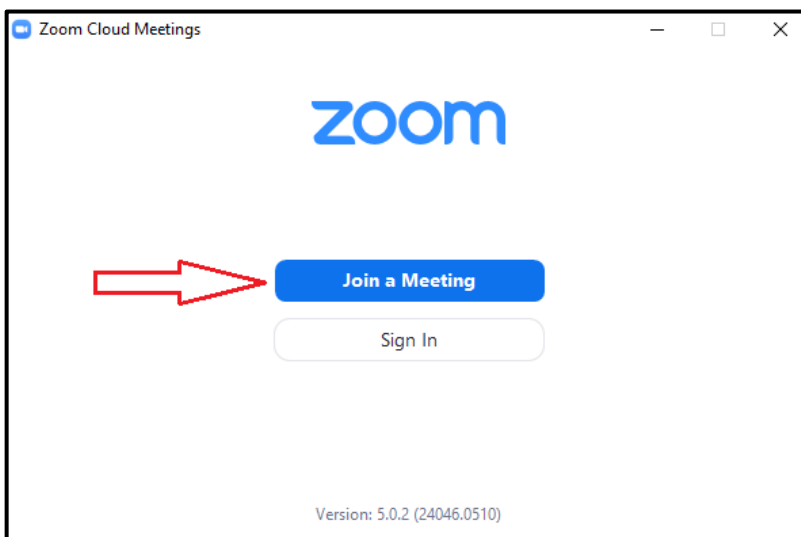 Zoom Cloud Meetings
zoom
Join a Meeting
Sign In
Version: 5.0.2 (24046.0510)